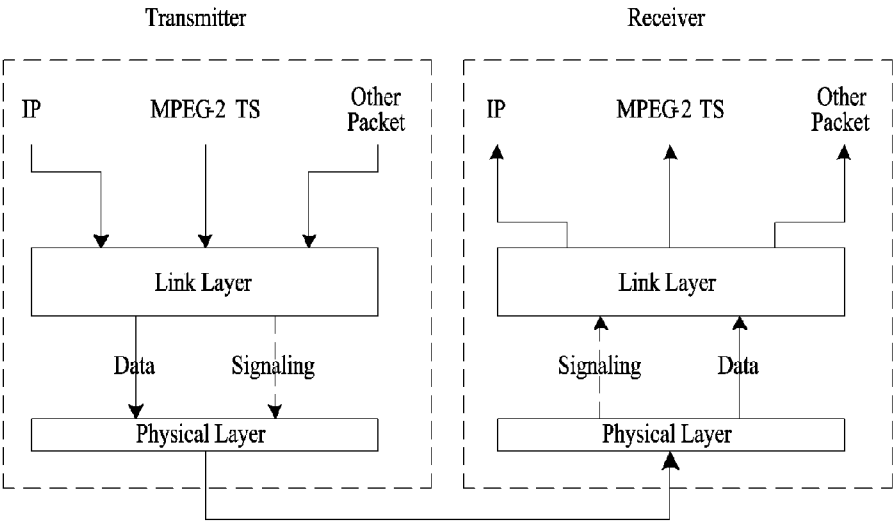 Transmitter
Receiver
IP
MPEG-2 TS
Other
Packet
Link Layer
Data
Signaling
Physical Layer
IP
MPEG-2 TS
Other
Packet
Link Layer
Signaling
Data
Physical Layer